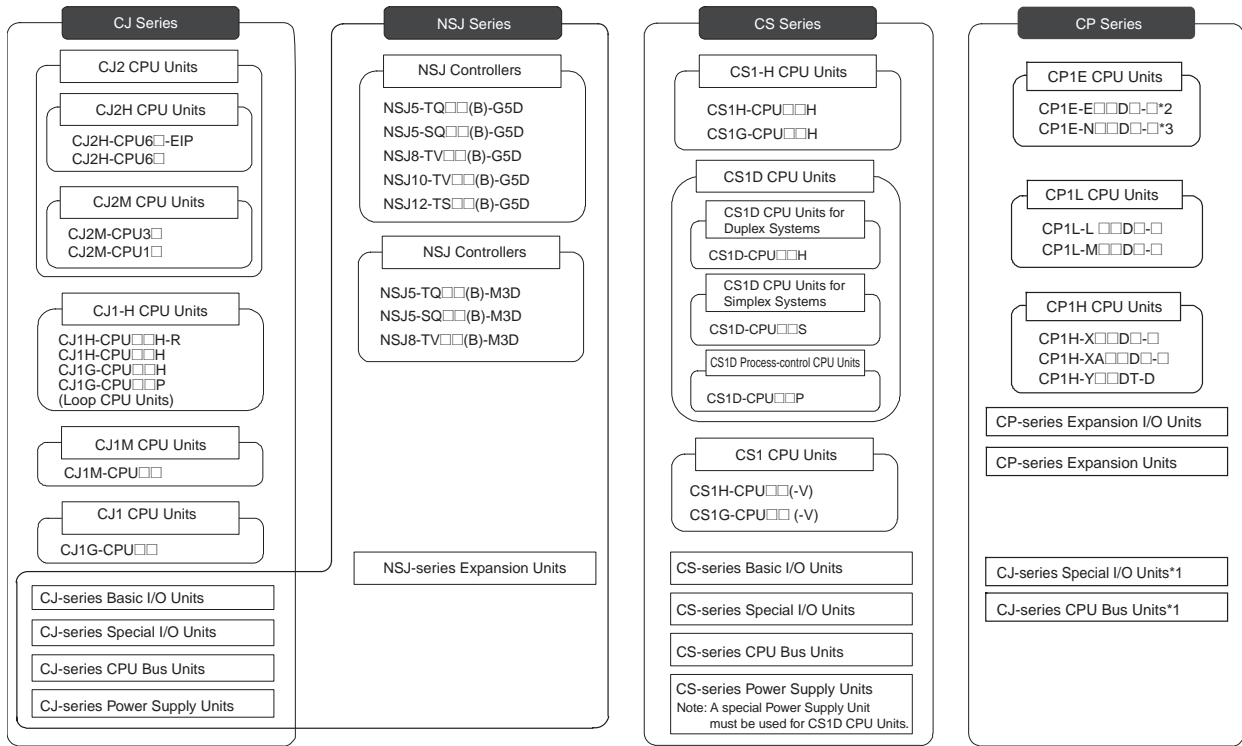 CJ Series
CJ2 CPU Units
CJ2H CPU Units
CJ2H-CPU6□-EIP
CJ2H-CPU6□
CJ2M CPU Units
CJ2M-CPU3□
CJ2M-CPU1□
CJ1-H CPU Units
CJ1H-CPU□□H-R
CJ1H-CPU□□H
CJ1G-CPU□□H
CJ1G-CPU□□P
(Loop CPU Units)
CJ1M CPU Units
CJ1M-CPU□□
CJ1 CPU Units
CJ1G-CPU□□
CJ-series Basic I/O Units
CJ-series Special I/O Units
CJ-series CPU Bus Units
CJ-series Power Supply Units
NSJ Series
NSJ Controllers
NSJ5-TQ□□(B)-G5D
NSJ5-SQ□□(B)-G5D
NSJ8-TV□□(B)-G5D
NSJ10-TV□□(B)-G5D
NSJ12-TS□□(B)-G5D
NSJ Controllers
NSJ5-TQ□□(B)-M3D
NSJ5-SQ□□(B)-M3D
NSJ8-TV□□(B)-M3D
NSJ-series Expansion Units
CS Series
CS1-H CPU Units
CS1H-CPU□□H
CS1G-CPU□□H
CS1D CPU Units
CS1D CPU Units for
Duplex Systems
CS1D-CPU□□H
CS1D CPU Units for
Simplex Systems
CS1D-CPU□□S
CS1D Process-control CPU Units
CS1D-CPU□□P
CS1 CPU Units
CS1H-CPU□□(-V)
CS1G-CPU□□ (-V)
CS-series Basic I/O Units
CS-series Special I/O Units
CS-series CPU Bus Units
CS-series Power Supply Units
Note: A special Power Supply Unit
must be used for CS1D CPU Units.
CP Series
CP1E CPU Units
CP1E-E□□D□-□*2
CP1E-N□□D□-□*3
CP1L CPU Units
CP1L-L □□D□-□
CP1L-M□□D□-□
CP1H CPU Units
CP1H-X□□D□-□
CP1H-XA□□D□-□
CP1H-Y□□DT-D
CP-series Expansion I/O Units
CP-series Expansion Units
CJ-series Special I/O Units*1
CJ-series CPU Bus Units*1